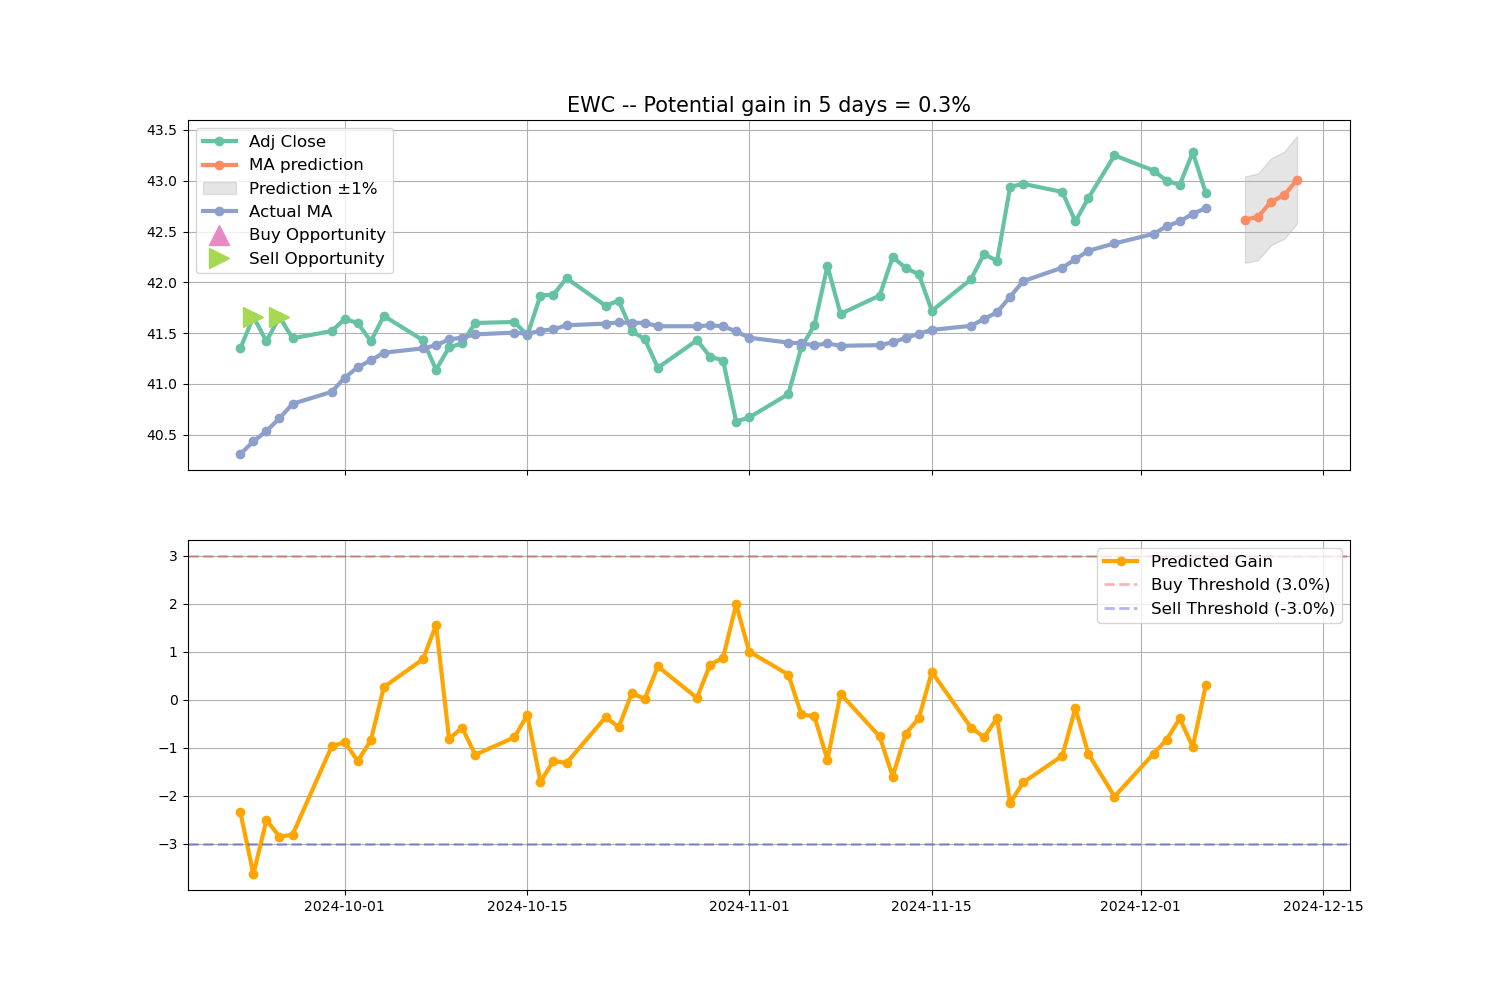 EWC -- Potential gain in 5 days = 0.3%
43.5
43.0
42.5
42.0
41.5
41.0
40.5
Adj Close
MA prediction
Prediction ±1%
Actual MA
Buy Opportunity
Sell Opportunity
3
2
1
0
−1
−2
−3
Predicted Gain
Buy Threshold (3.0%)
Sell Threshold (-3.0%)
2024-10-01
2024-10-15
2024-11-01
2024-11-15
2024-12-01
2024-12-15